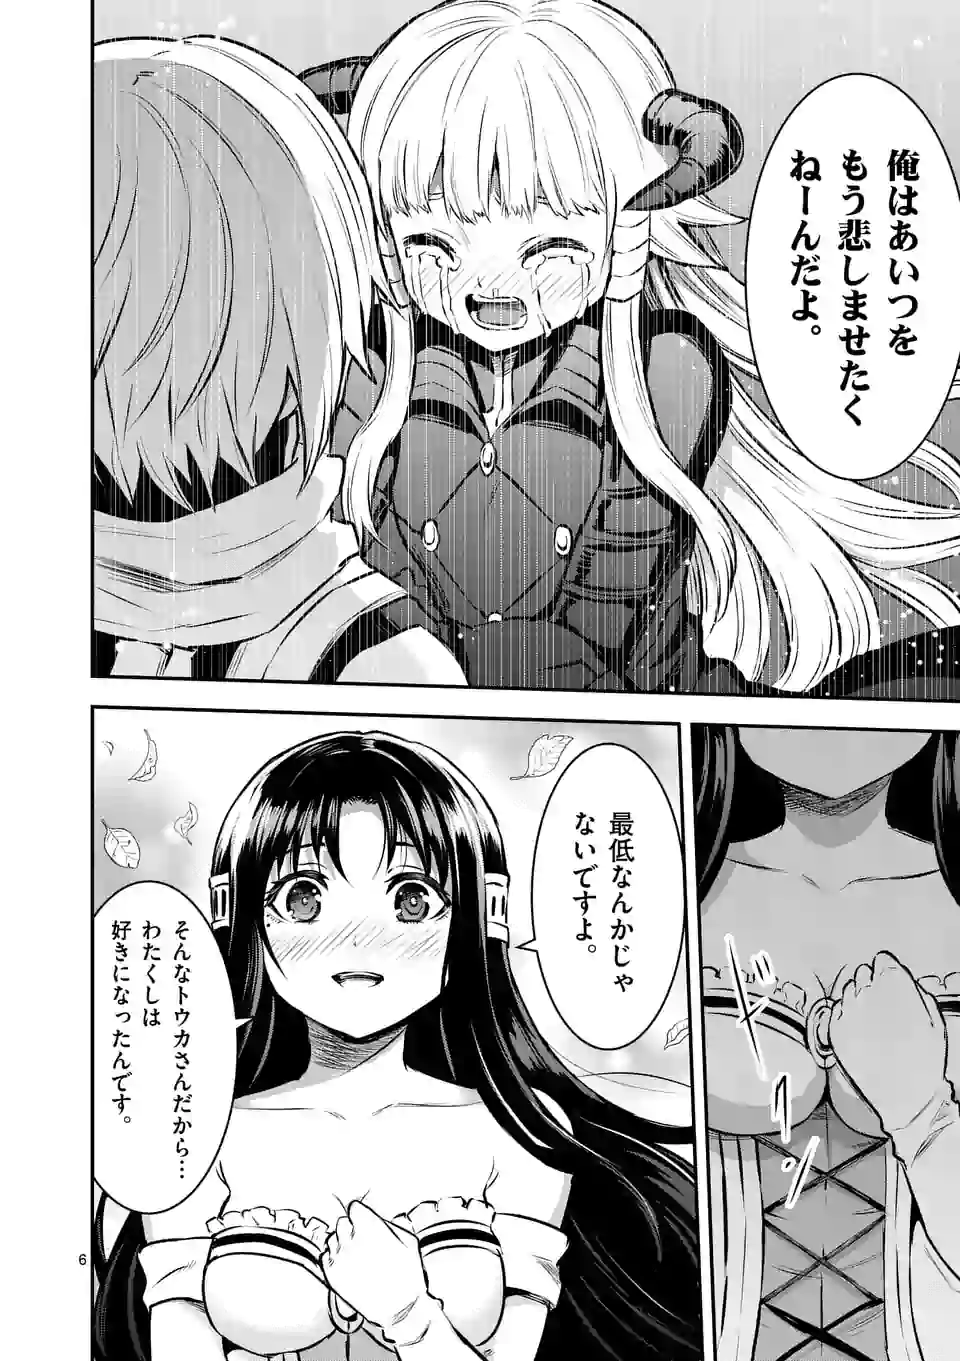 俺はあいつを
もう悲しませたく
ねーんだよ。
ギュッ
最低なんかじゃ
ないですよ。
そんなトウカさんだから…
わたくしは
好きになったんです。
6